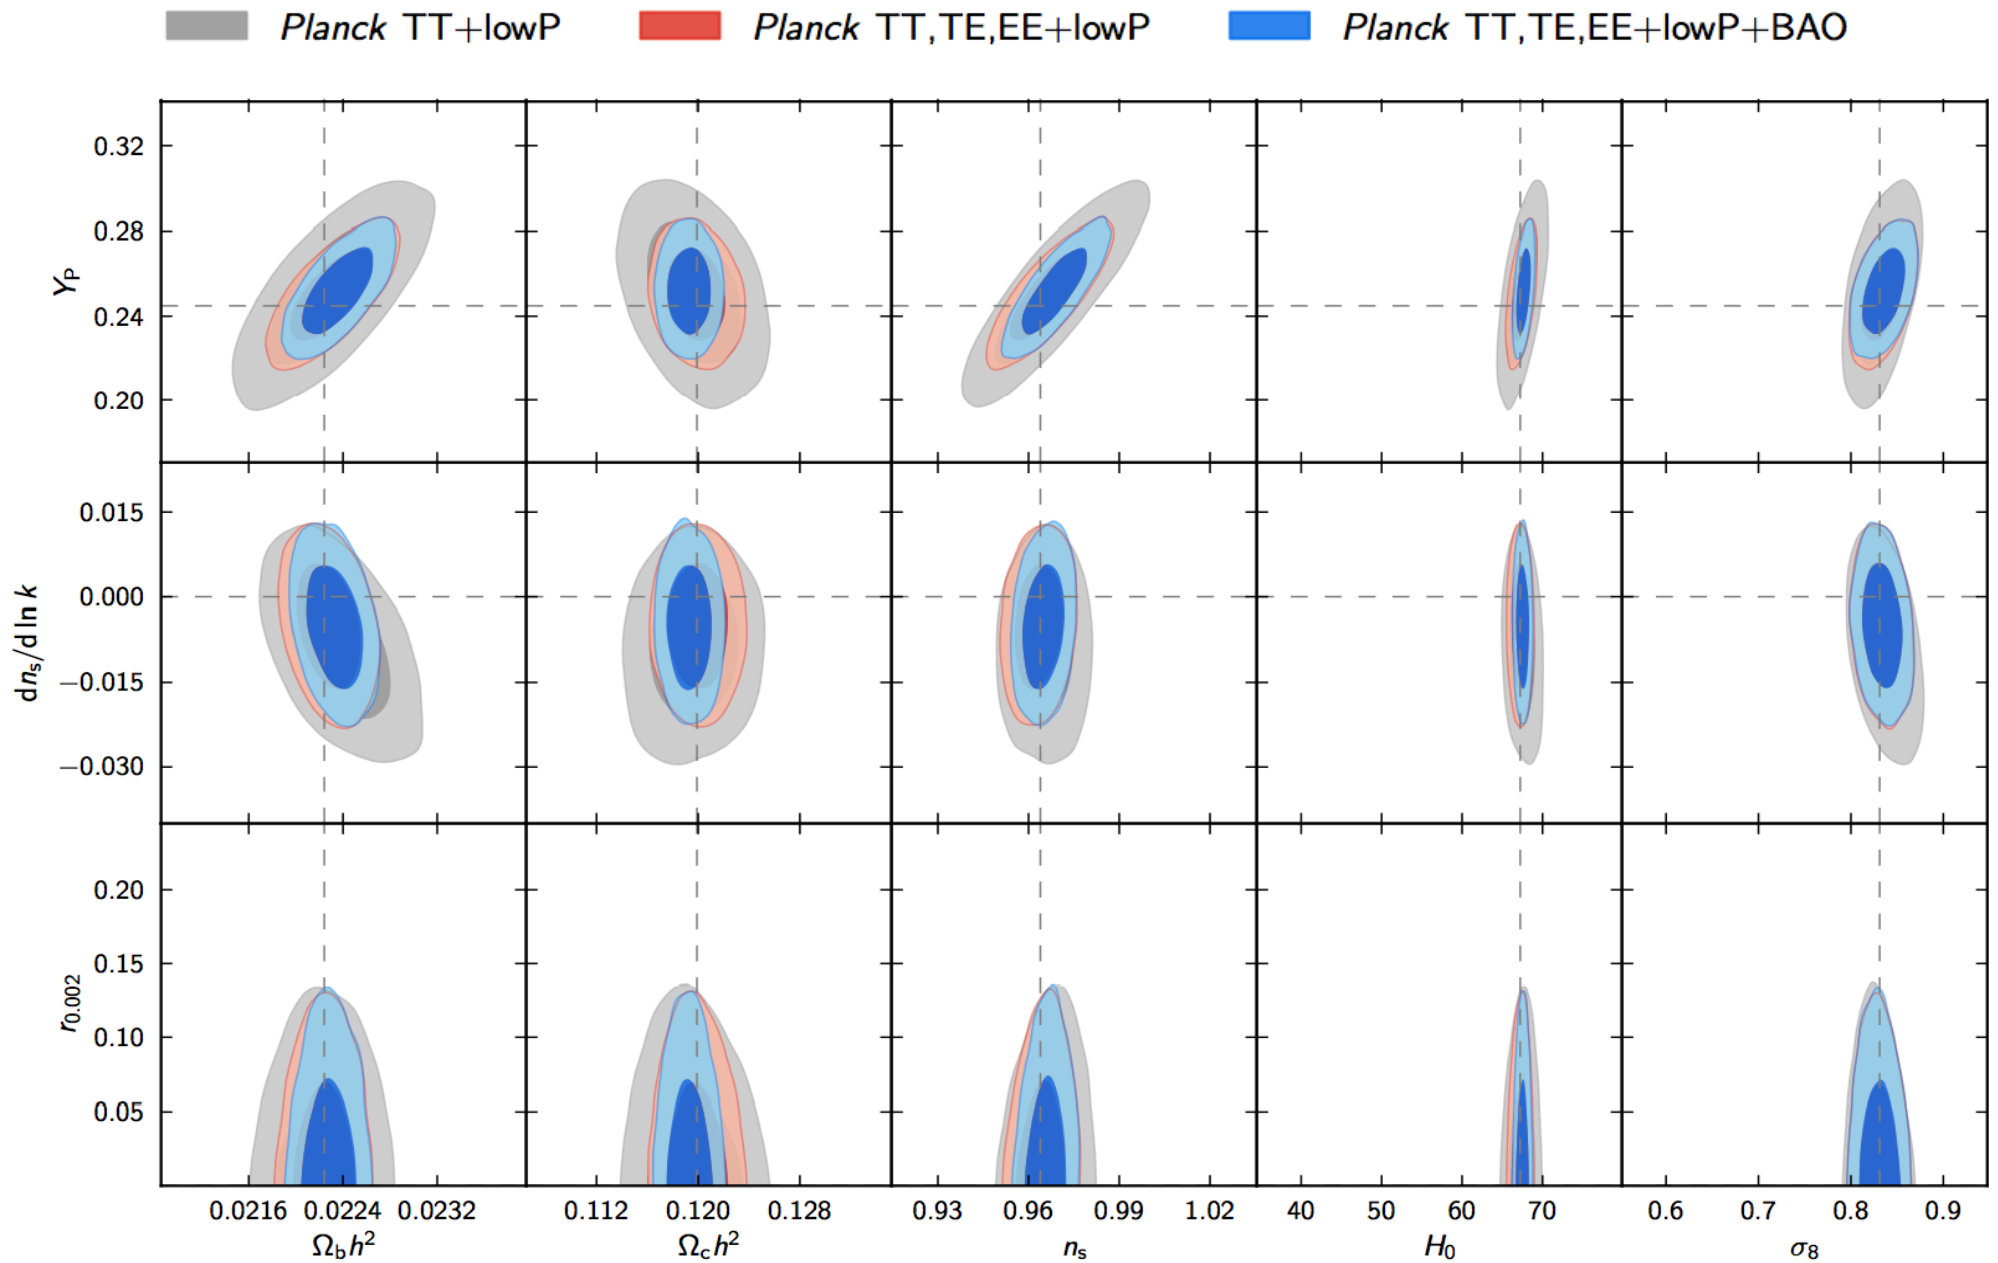 Planck TT+lowP Planck TT,TE,EE+lowP Planck TT,TE,EE+lowP+BAO
0.32
0.28
0.24
0.20
Y_P
0.015
0.000
−0.015
−0.030
dn_s/d ln k
0.20
0.15
0.10
0.05
r_0.002
0.0216 0.0224 0.0232 0.112 0.120 0.128 0.93 0.96 0.99 1.02 40 50 60 70 0.6 0.7 0.8 0.9
Ω_b h² Ω_c h² n_s H_0 σ_8